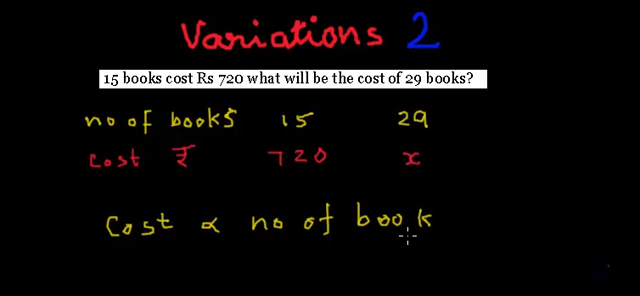 Variations 2
15 books cost Rs 720 what will be the cost of 29 books?
no of books 15 29
cost ₹ 720 x
Cost ∝ no of book